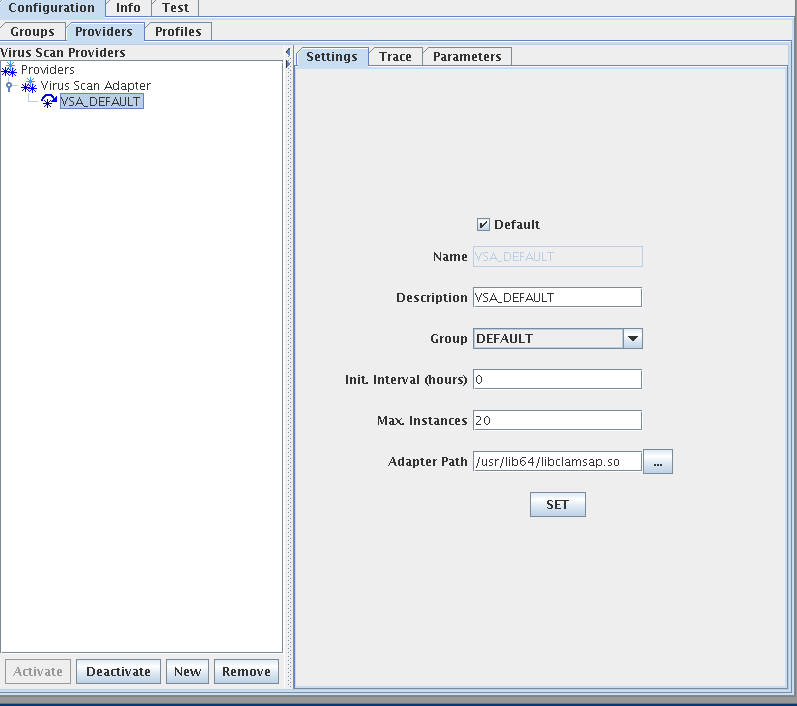 Configuration Info Test
Groups Providers Profiles
Virus Scan Providers
Providers
Virus Scan Adapter
VSA_DEFAULT
Settings Trace Parameters
Default
Name VSA_DEFAULT
Description VSA_DEFAULT
Group DEFAULT
Init. Interval (hours) 0
Max. Instances 20
Adapter Path /usr/lib64/libclamsap.so ...
SET
Activate Deactivate New Remove